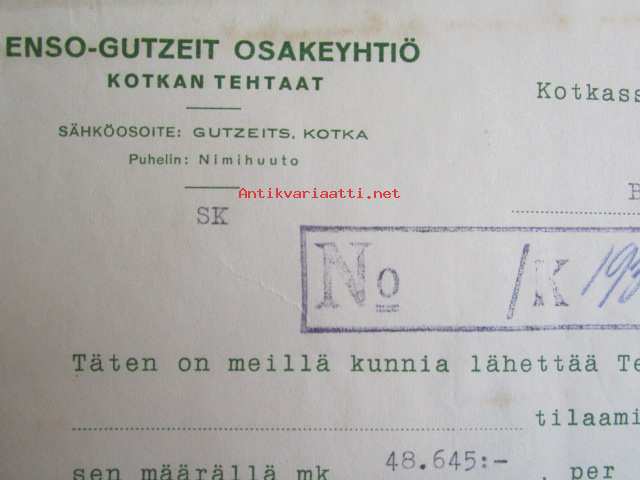 ENSO-GUTZEIT OSAKEYHTIÖ
KOTKAN TEHTAAT
Kotkass
SÄHKÖOSOITE: GUTZEITS, KOTKA
Puhelin: Nimihuuto
Antikvariaatti.net
B
SK
No /K 193
Täten on meillä kunnia lähettää Te
tilaami
sen määrällä mk 48.645:- , per